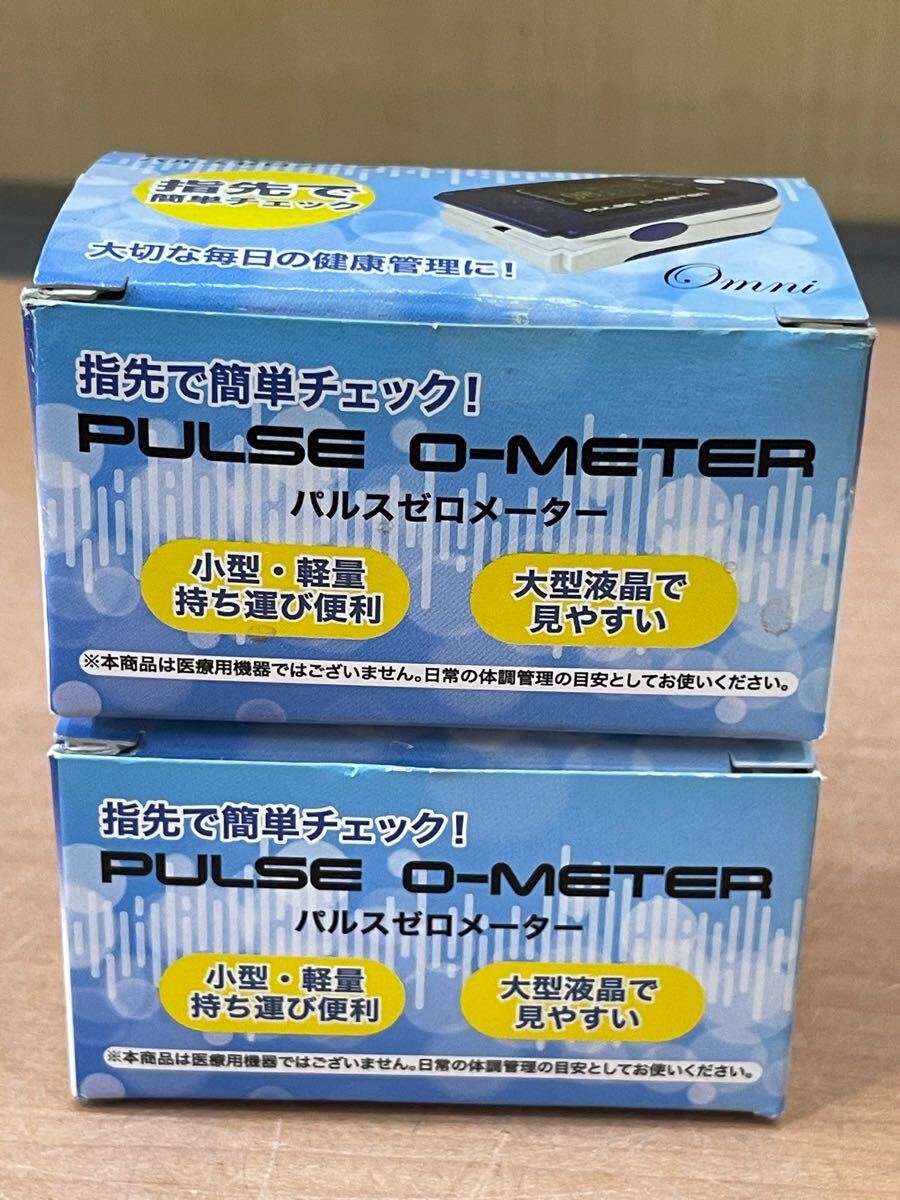 指先で
簡単チェック
大切な毎日の健康管理に!
PULSE O-METER
Omni
指先で簡単チェック!
PULSE O-METER
パルスゼロメーター
小型・軽量
持ち運び便利
大型液晶で
見やすい
※本商品は医療用機器ではございません。日常の体調管理の目安としてお使いください。
指先で簡単チェック!
PULSE O-METER
パルスゼロメーター
小型・軽量
持ち運び便利
大型液晶で
見やすい
※本商品は医療用機器ではございません。日常の体調管理の目安としてお使いください。